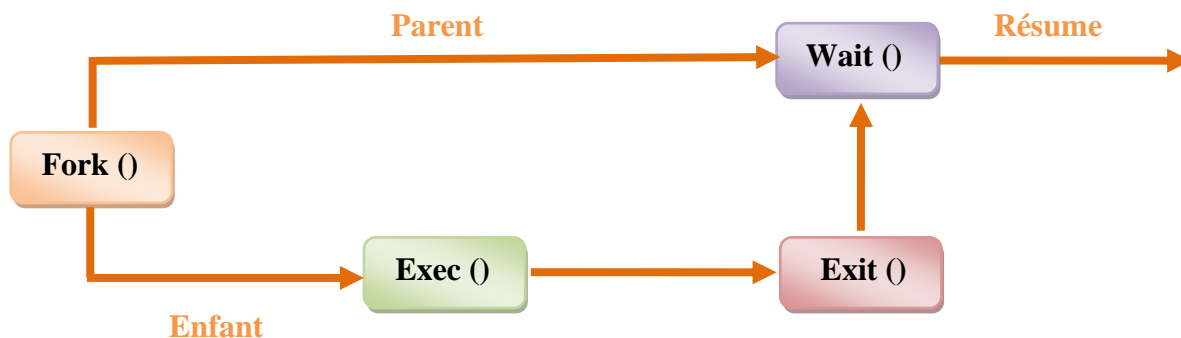 Parent
Résume
Wait ()
Fork ()
Exec ()
Exit ()
Enfant